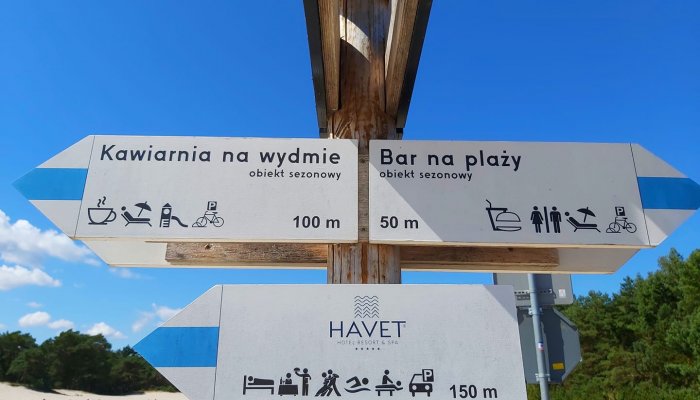 Kawiarnia na wydmie
obiekt sezonowy
P
100 m
Bar na plaży
obiekt sezonowy
50 m
P
HAVET
HOTEL RESORT & SPA
P
150 m